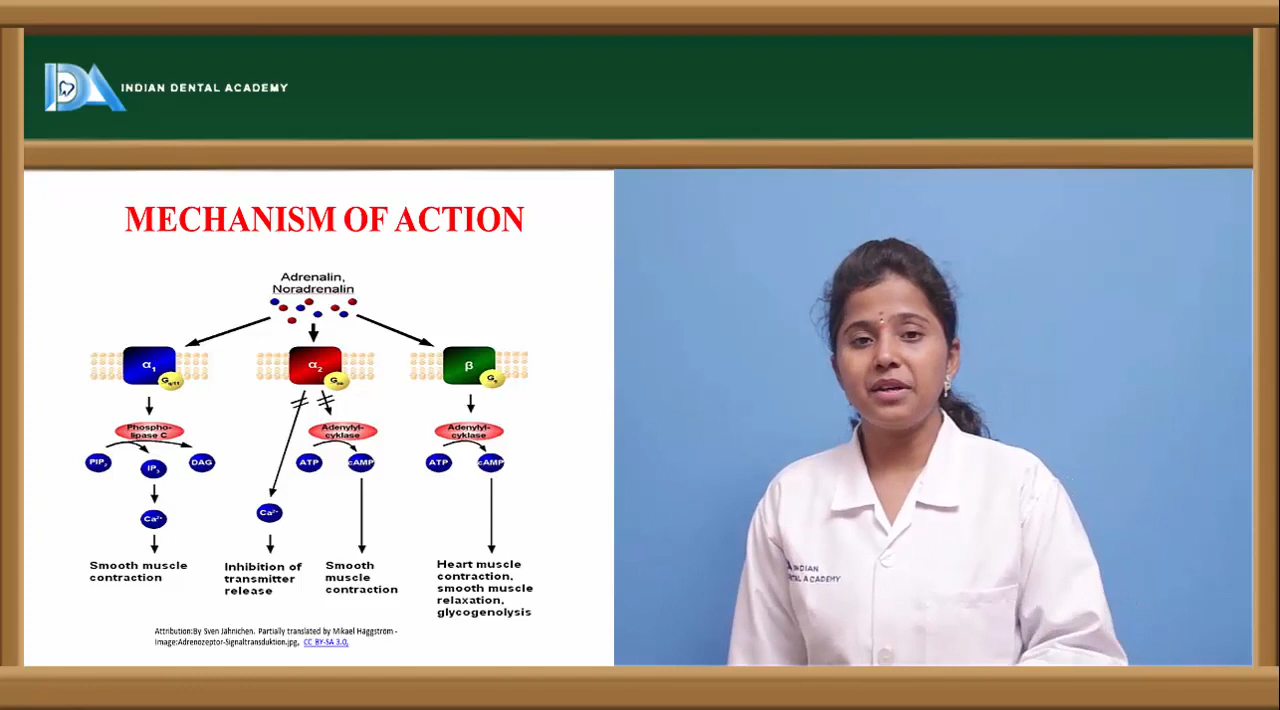 INDIAN DENTAL ACADEMY
MECHANISM OF ACTION
Adrenalin,
Noradrenalin
α1
α2
β
Gs
Phospho-
lipase C
Adenylyl-
cyklase
Adenylyl-
cyklase
PIP2
IP3
DAG
ATP
cAMP
ATP
cAMP
Ca2+
Ca2+
Smooth muscle
contraction
Inhibition of
transmitter
release
Smooth
muscle
contraction
Heart muscle
contraction,
smooth muscle
relaxation,
glycogenolysis
Attribution:By Sven Jähnichen. Partially translated by Mikael Häggström -
Image:Adrenozeptor-Signaltransduktion.jpg, CC BY-SA 3.0,
INDIAN
DENTAL ACADEMY